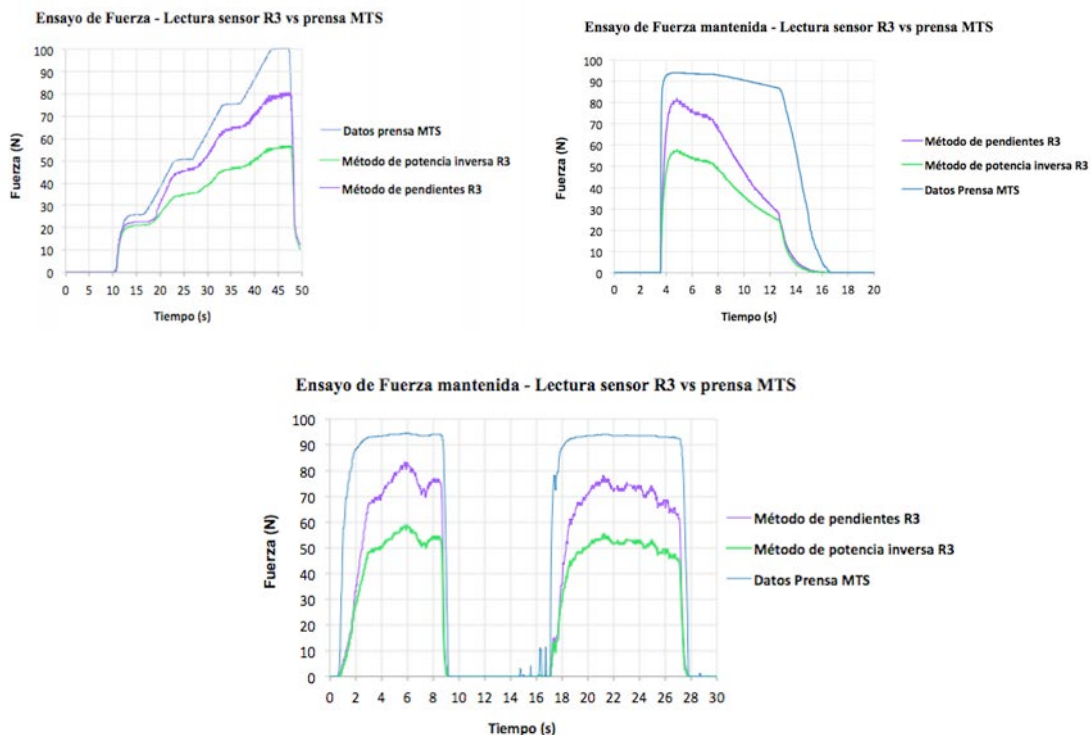 Ensayo de Fuerza - Lectura sensor R3 vs prensa MTS
Fuerza (N)
100
90
80
70
60
50
40
30
20
10
0
0 5 10 15 20 25 30 35 40 45 50
Tiempo (s)
Datos prensa MTS
Método de potencia inversa R3
Método de pendientes R3
Ensayo de Fuerza mantenida - Lectura sensor R3 vs prensa MTS
Fuerza (N)
100
90
80
70
60
50
40
30
20
10
0
0 2 4 6 8 10 12 14 16 18 20
Tiempo (s)
Método de pendientes R3
Método de potencia inversa R3
Datos Prensa MTS
Ensayo de Fuerza mantenida - Lectura sensor R3 vs prensa MTS
Fuerza (N)
100
90
80
70
60
50
40
30
20
10
0
0 2 4 6 8 10 12 14 16 18 20 22 24 26 28 30
Tiempo (s)
Método de pendientes R3
Método de potencia inversa R3
Datos Prensa MTS